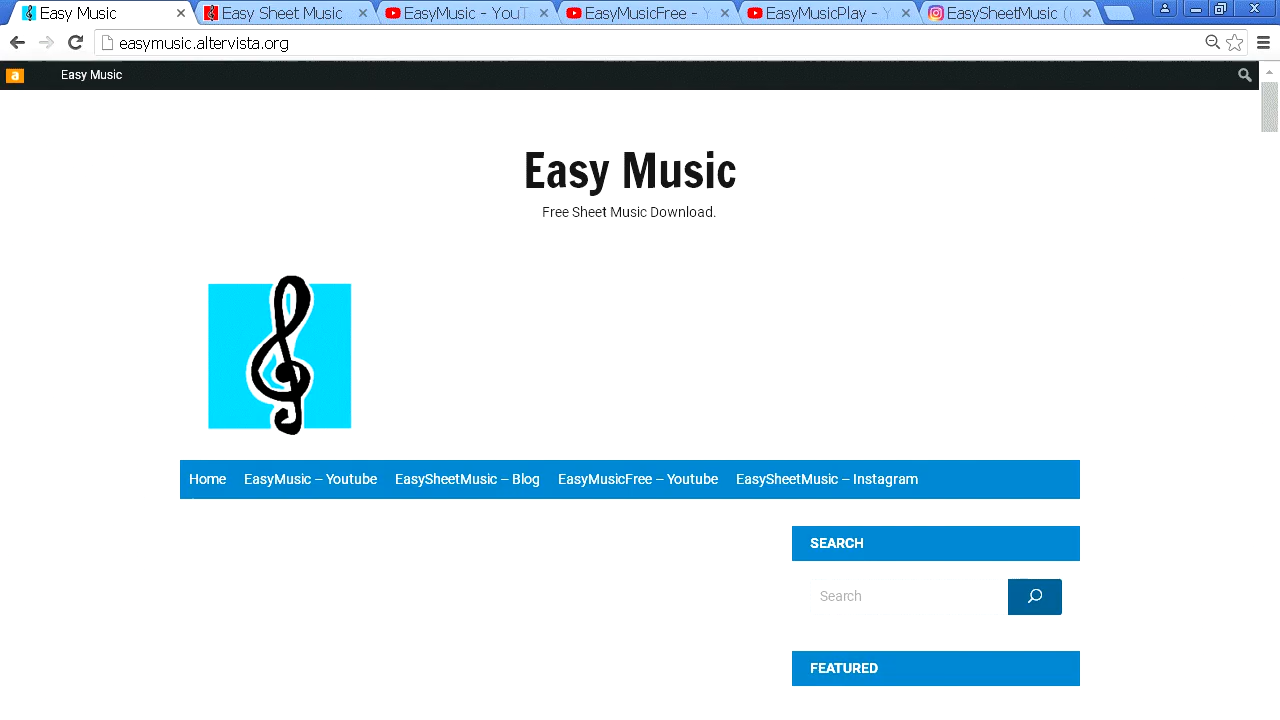 Easy Music
Easy Sheet Music
EasyMusic - YouT
EasyMusicFree - Y
EasyMusicPlay - Y
EasySheetMusic (
easymusic.altervista.org
a
Easy Music
Easy Music
Free Sheet Music Download.
Home EasyMusic – Youtube EasySheetMusic – Blog EasyMusicFree – Youtube EasySheetMusic – Instagram
SEARCH
Search
FEATURED